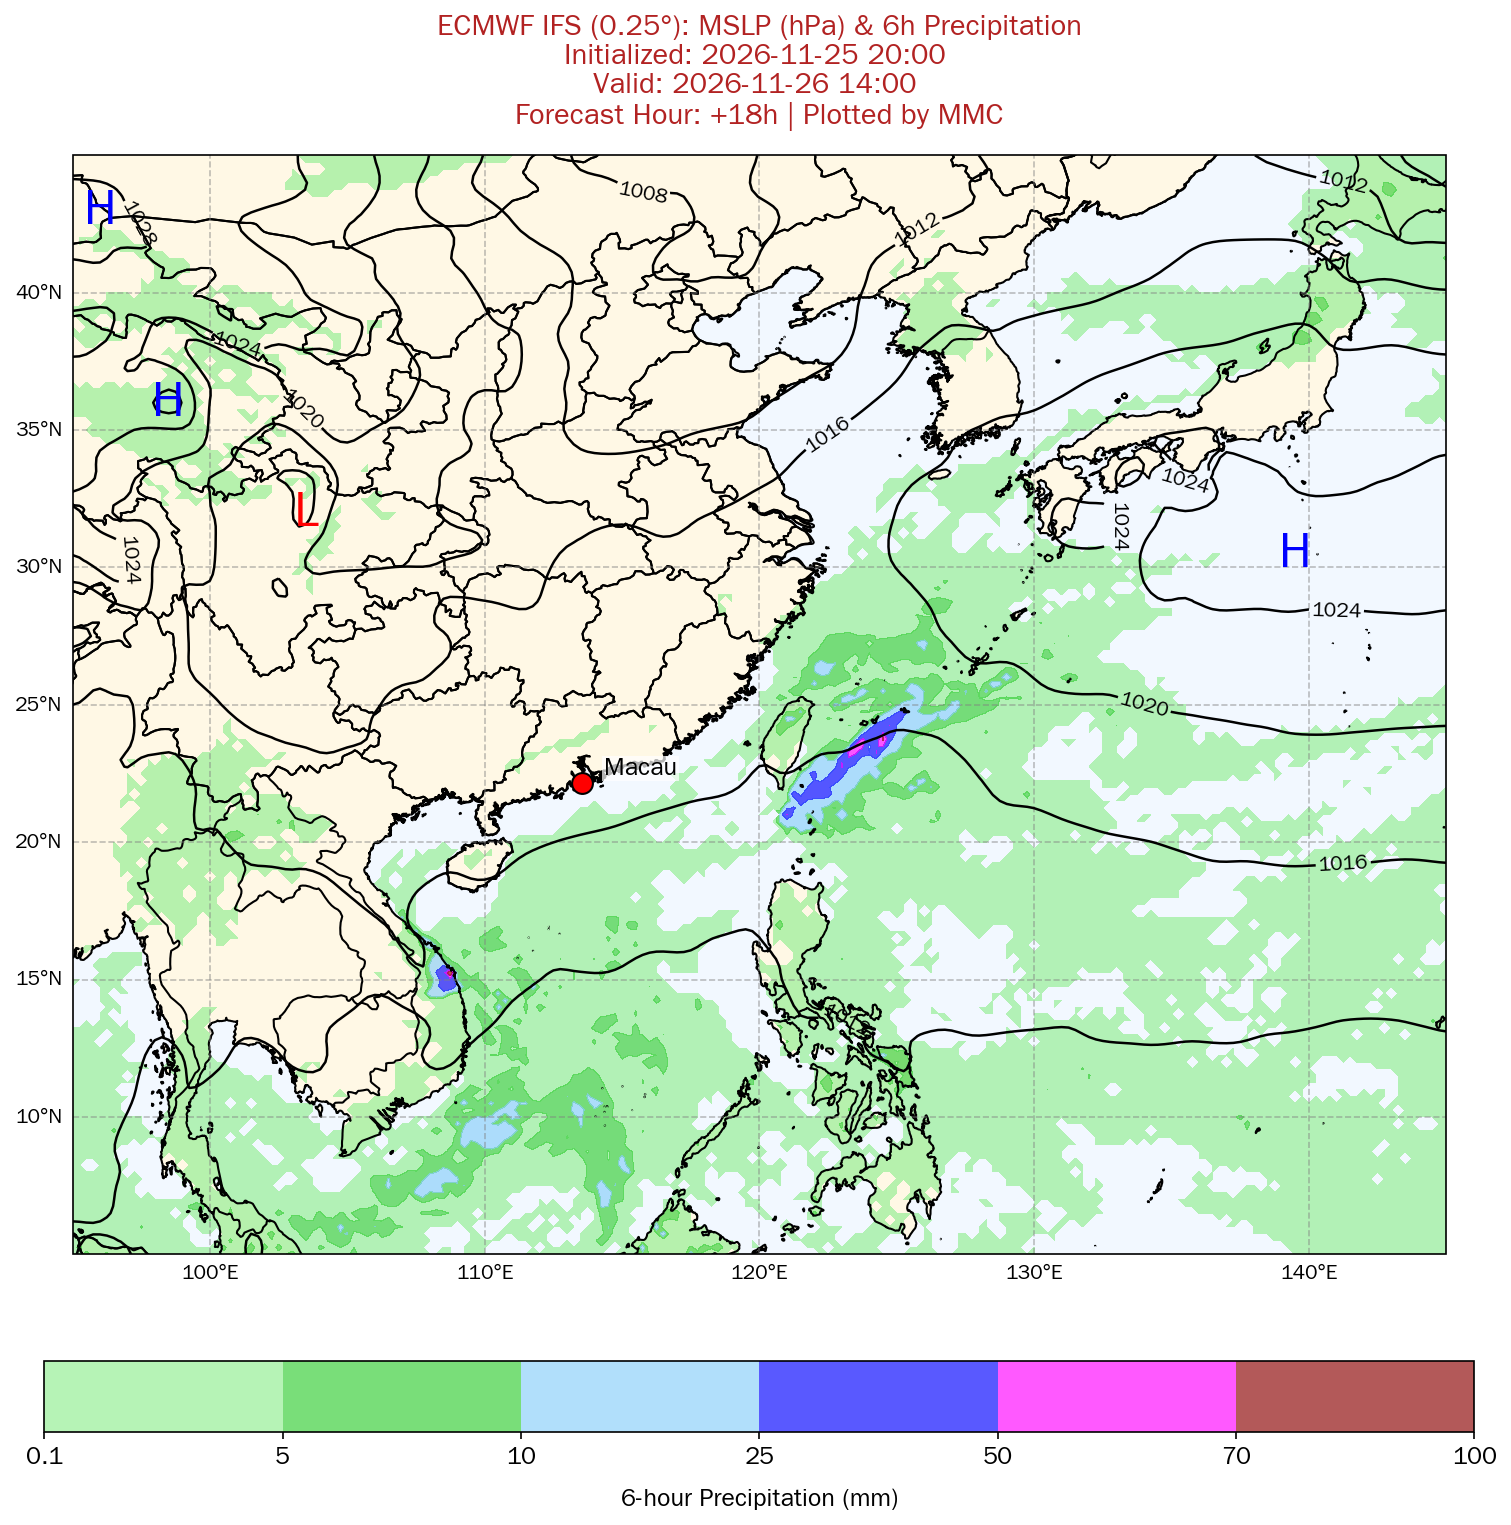 ECMWF IFS (0.25°): MSLP (hPa) & 6h Precipitation
Initialized: 2026-11-25 20:00
Valid: 2026-11-26 14:00
Forecast Hour: +18h | Plotted by MMC
1008
1012
H
1028
1012
40°N
1024
H
1020
35°N
1016
1024
L
1024
1024
H
30°N
1024
25°N
1020
Macau
20°N
1016
15°N
10°N
100°E 110°E 120°E 130°E 140°E
0.1 5 10 25 50 70 100
6-hour Precipitation (mm)